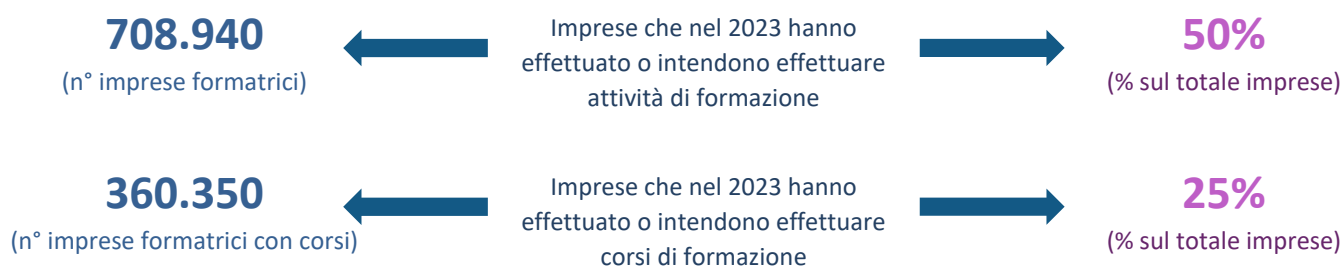 708.940
(n° imprese formatrici)
Imprese che nel 2023 hanno
effettuato o intendono effettuare
attività di formazione
50%
(% sul totale imprese)
360.350
(n° imprese formatrici con corsi)
Imprese che nel 2023 hanno
effettuato o intendono effettuare
corsi di formazione
25%
(% sul totale imprese)